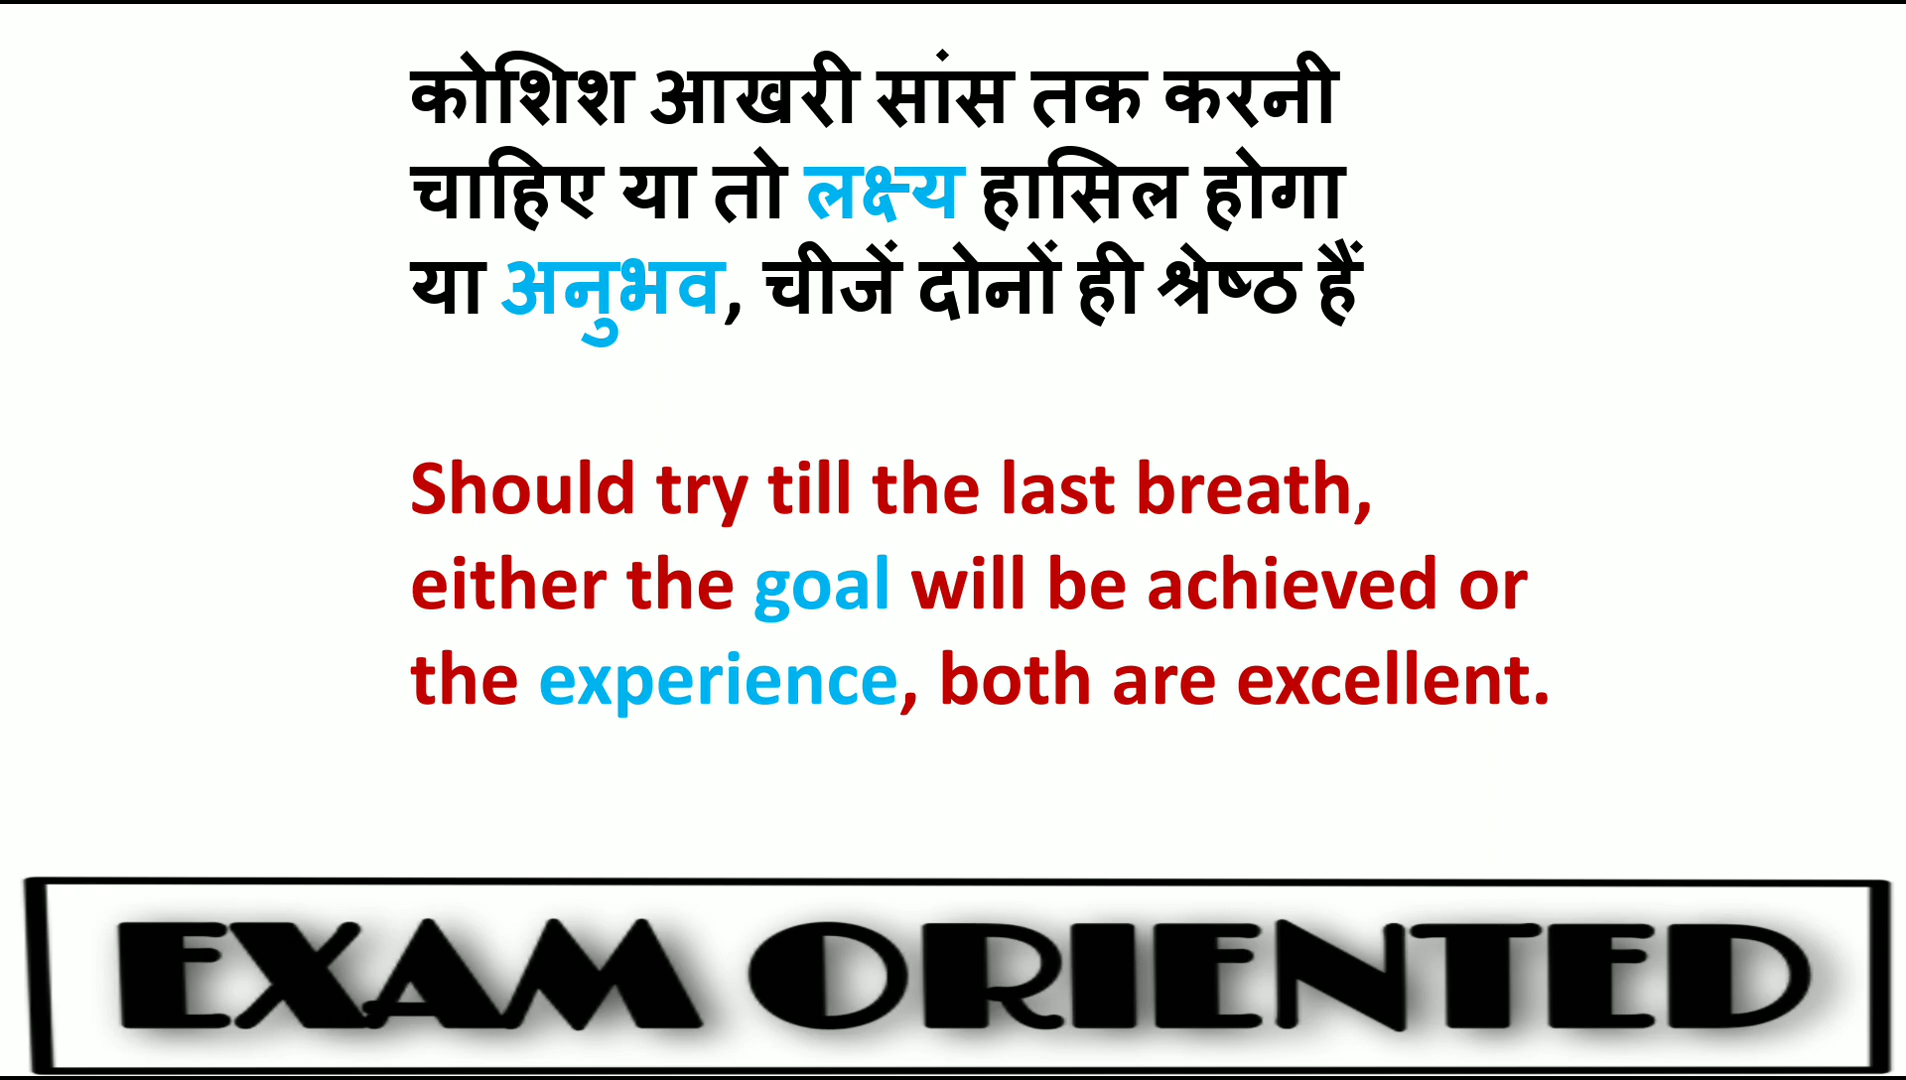 कोशिश आखरी सांस तक करनी
चाहिए या तो लक्ष्य हासिल होगा
या अनुभव, चीजें दोनों ही श्रेष्ठ हैं
Should try till the last breath,
either the goal will be achieved or
the experience, both are excellent.
EXAM ORIENTED